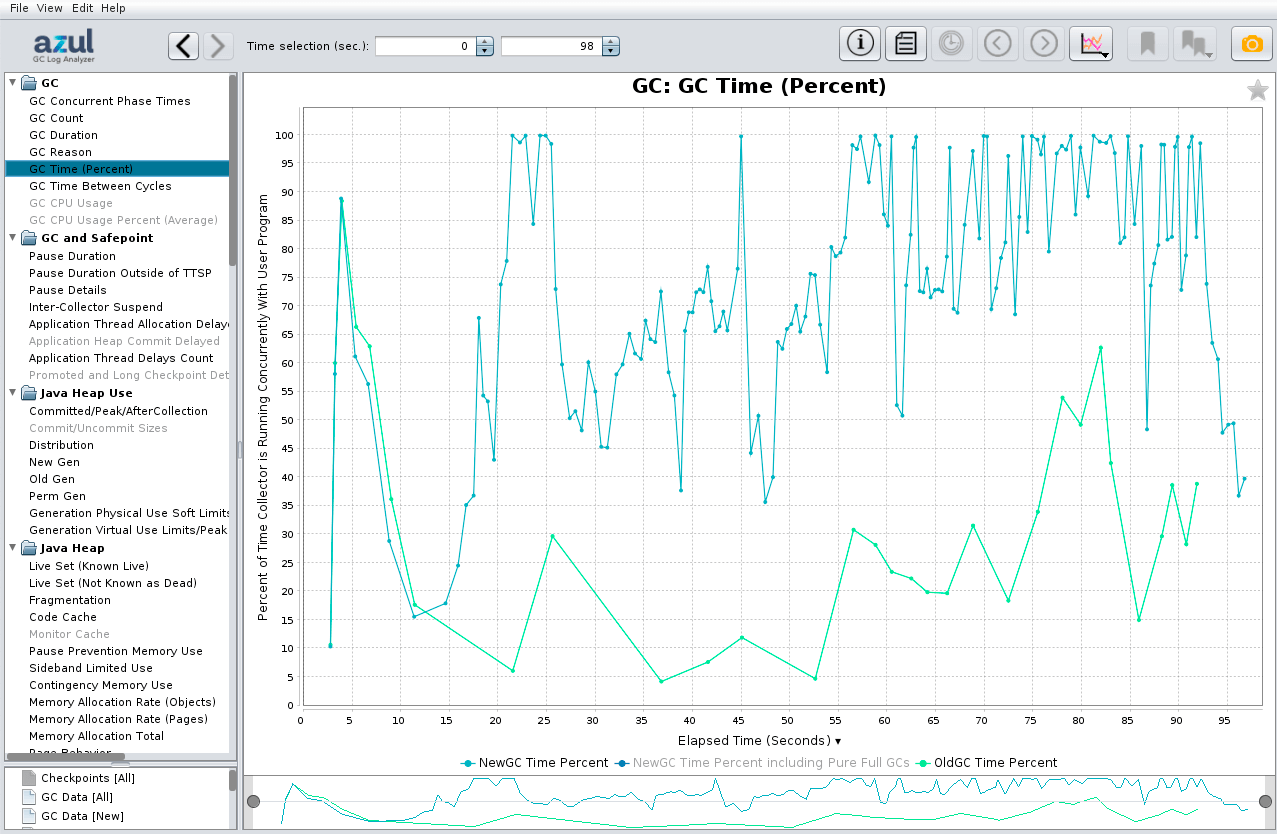 File View Edit Help
azul
GC Log Analyzer
Time selection (sec.): 0 98
GC
GC Concurrent Phase Times
GC Count
GC Duration
GC Reason
GC Time (Percent)
GC Time Between Cycles
GC CPU Usage
GC CPU Usage Percent (Average)
GC and Safepoint
Pause Duration
Pause Duration Outside of TTSP
Pause Details
Inter-Collector Suspend
Application Thread Allocation Delaye
Application Heap Commit Delayed
Application Thread Delays Count
Promoted and Long Checkpoint Det
Java Heap Use
Committed/Peak/AfterCollection
Commit/Uncommit Sizes
Distribution
New Gen
Old Gen
Perm Gen
Generation Physical Use Soft Limits
Generation Virtual Use Limits/Peak
Java Heap
Live Set (Known Live)
Live Set (Not Known as Dead)
Fragmentation
Code Cache
Monitor Cache
Pause Prevention Memory Use
Sideband Limited Use
Contingency Memory Use
Memory Allocation Rate (Objects)
Memory Allocation Rate (Pages)
Memory Allocation Total
Page Behavior
Checkpoints [All]
GC Data [All]
GC Data [New]
GC: GC Time (Percent)
Percent of Time Collector is Running Concurrently With User Program
100
95
90
85
80
75
70
65
60
55
50
45
40
35
30
25
20
15
10
5
0
0 5 10 15 20 25 30 35 40 45 50 55 60 65 70 75 80 85 90 95
Elapsed Time (Seconds) ▾
NewGC Time Percent NewGC Time Percent including Pure Full GCs OldGC Time Percent